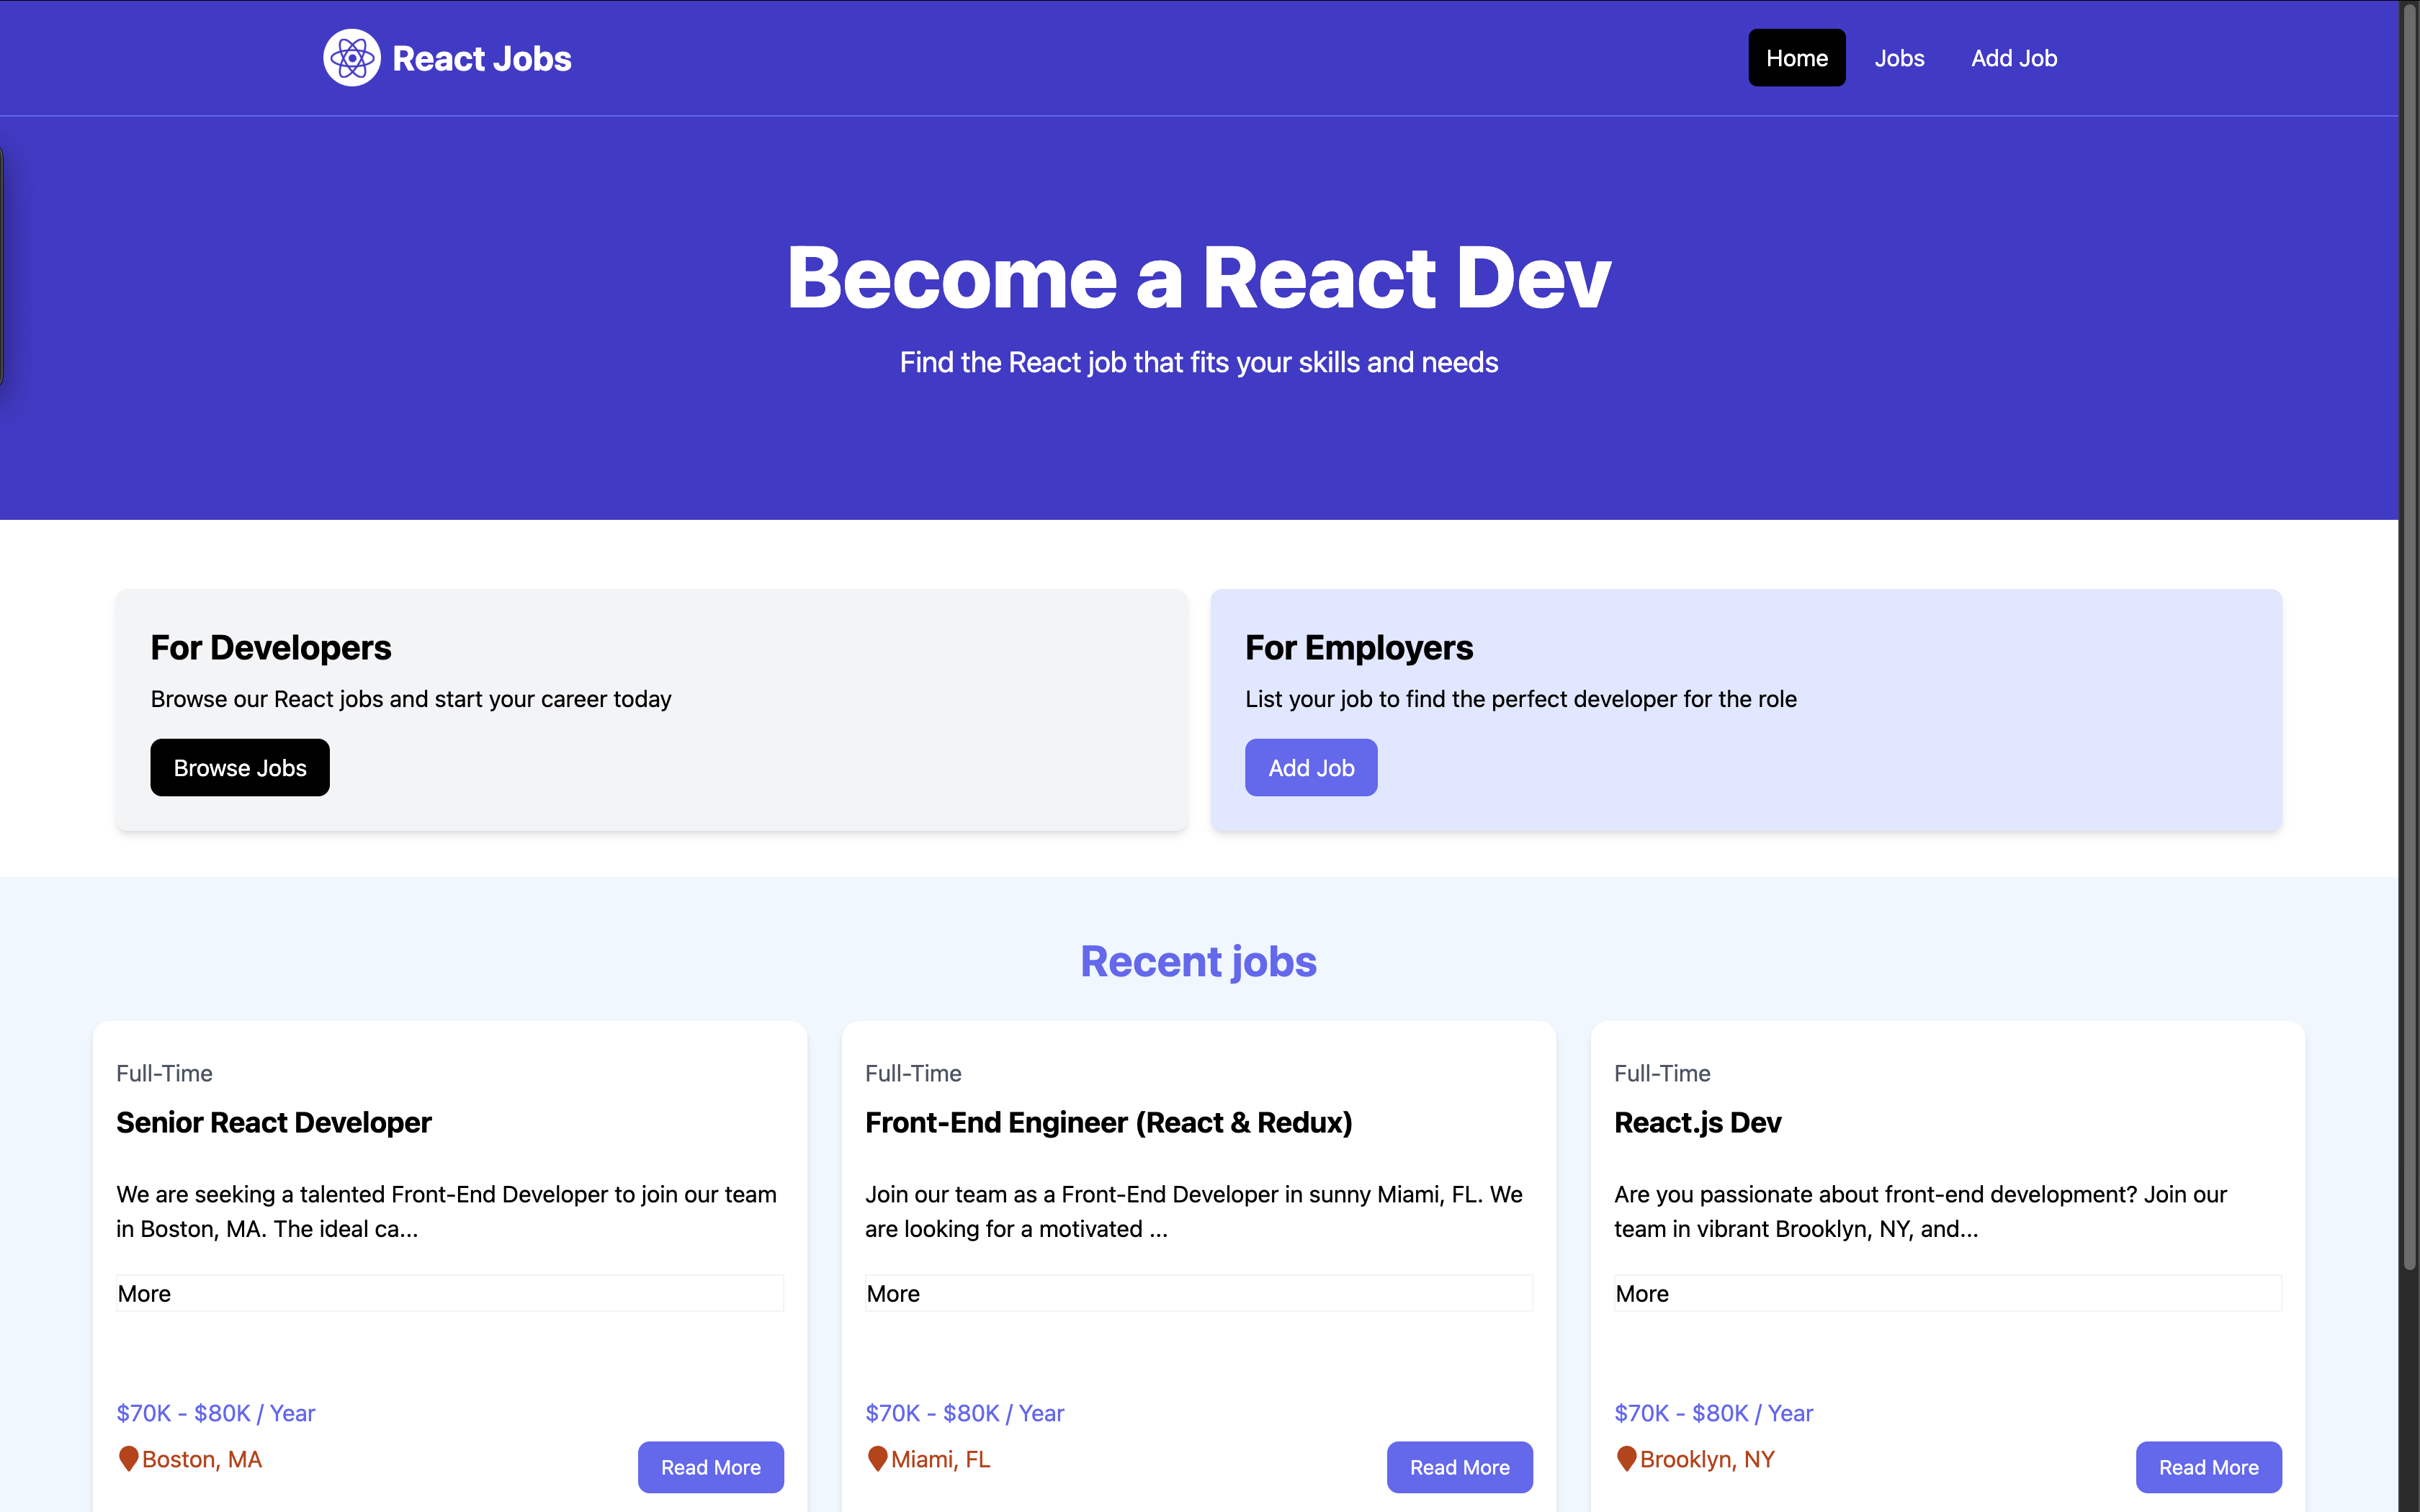 React Jobs
Home
Jobs
Add Job
Become a React Dev
Find the React job that fits your skills and needs
For Developers
Browse our React jobs and start your career today
Browse Jobs
For Employers
List your job to find the perfect developer for the role
Add Job
Recent jobs
Full-Time
Senior React Developer
We are seeking a talented Front-End Developer to join our team
in Boston, MA. The ideal ca...
More
$70K - $80K / Year
Boston, MA
Read More
Full-Time
Front-End Engineer (React & Redux)
Join our team as a Front-End Developer in sunny Miami, FL. We
are looking for a motivated ...
More
$70K - $80K / Year
Miami, FL
Read More
Full-Time
React.js Dev
Are you passionate about front-end development? Join our
team in vibrant Brooklyn, NY, and...
More
$70K - $80K / Year
Brooklyn, NY
Read More